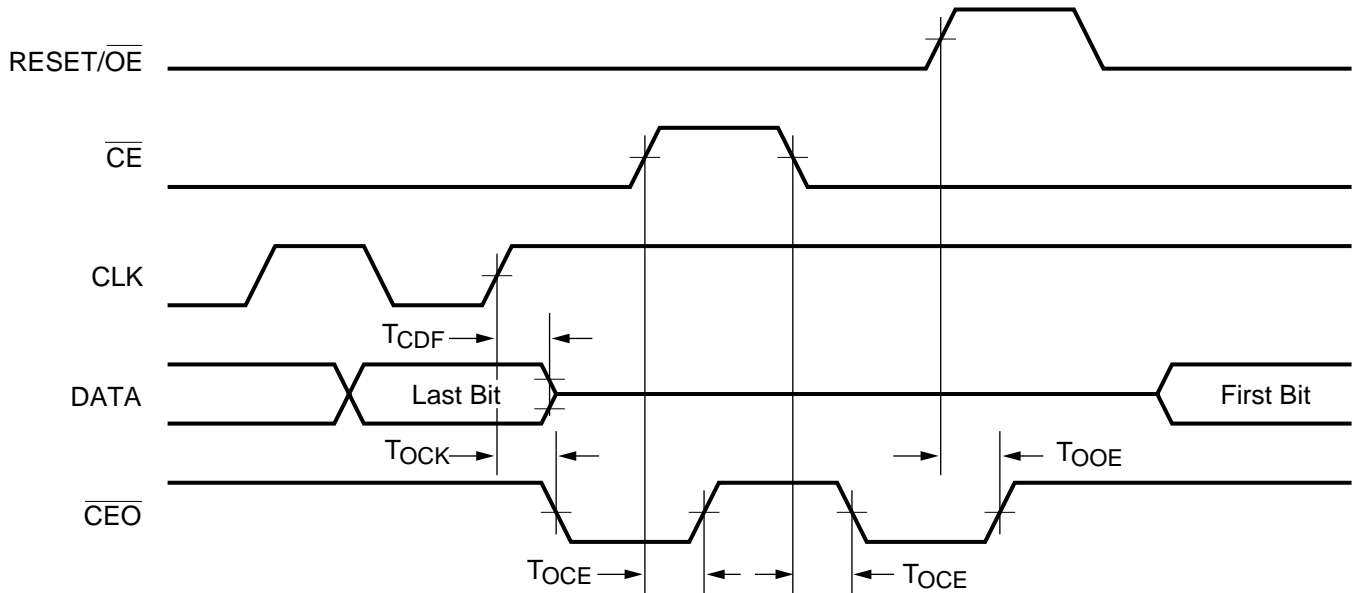 RESET/OE
CE
CLK
TCDF
DATA
Last Bit
First Bit
TOCK
TOOE
CEO
TOCE
TOCE